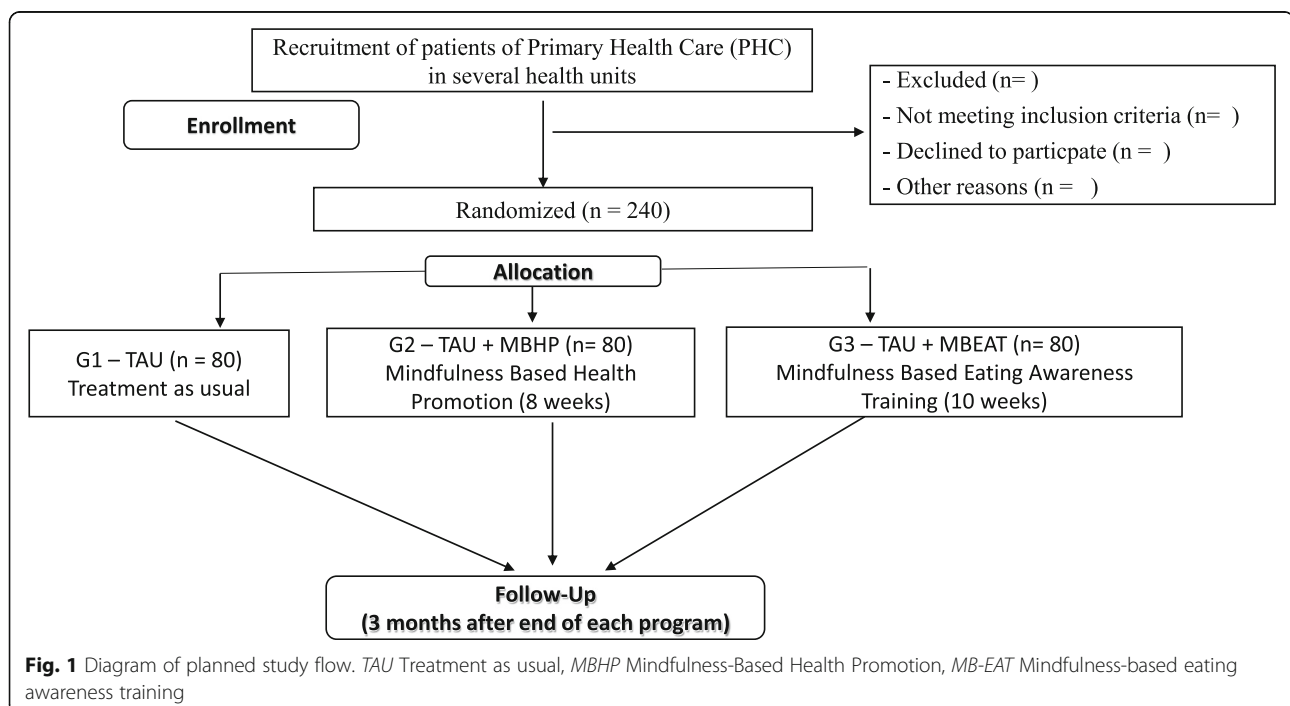 Recruitment of patients of Primary Health Care (PHC)
in several health units
- Excluded (n= )
- Not meeting inclusion criteria (n=  )
- Declined to particpate (n =  )
- Other reasons (n =   )
Enrollment
Randomized (n = 240)
Allocation
G1 – TAU (n = 80)
Treatment as usual
G2 – TAU + MBHP (n= 80)
Mindfulness Based Health
Promotion (8 weeks)
G3 – TAU + MBEAT (n= 80)
Mindfulness Based Eating Awareness
Training (10 weeks)
Follow-Up
(3 months after end of each program)
Fig. 1 Diagram of planned study flow. TAU Treatment as usual, MBHP Mindfulness-Based Health Promotion, MB-EAT Mindfulness-based eating
awareness training